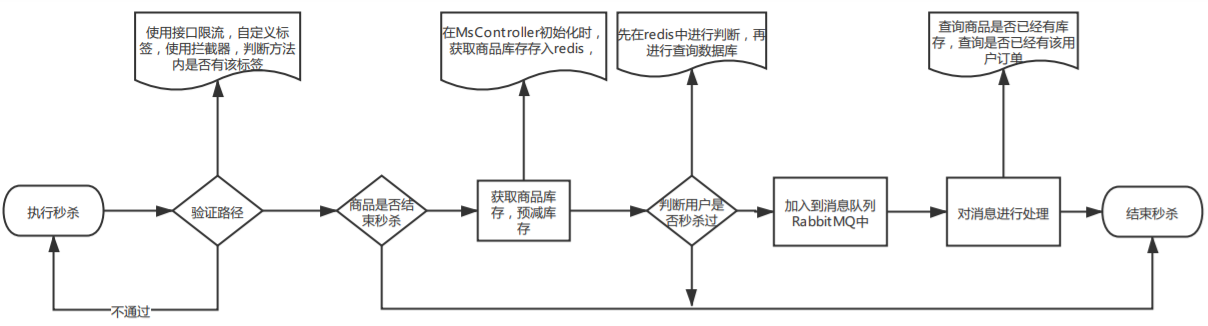 使用接口限流，自定义标
签，使用拦截器，判断方法
内是否有该标签
在MsController初始化时，
获取商品库存存入redis，
先在redis中进行判断，再
进行查询数据库
查询商品是否已经有库
存，查询是否已经有该用
户订单
执行秒杀
验证路径
商品是否结
束秒杀
获取商品库
存，预减库
存
判断用户是
否秒杀过
加入到消息队列
RabbitMQ中
对消息进行处理
结束秒杀
不通过